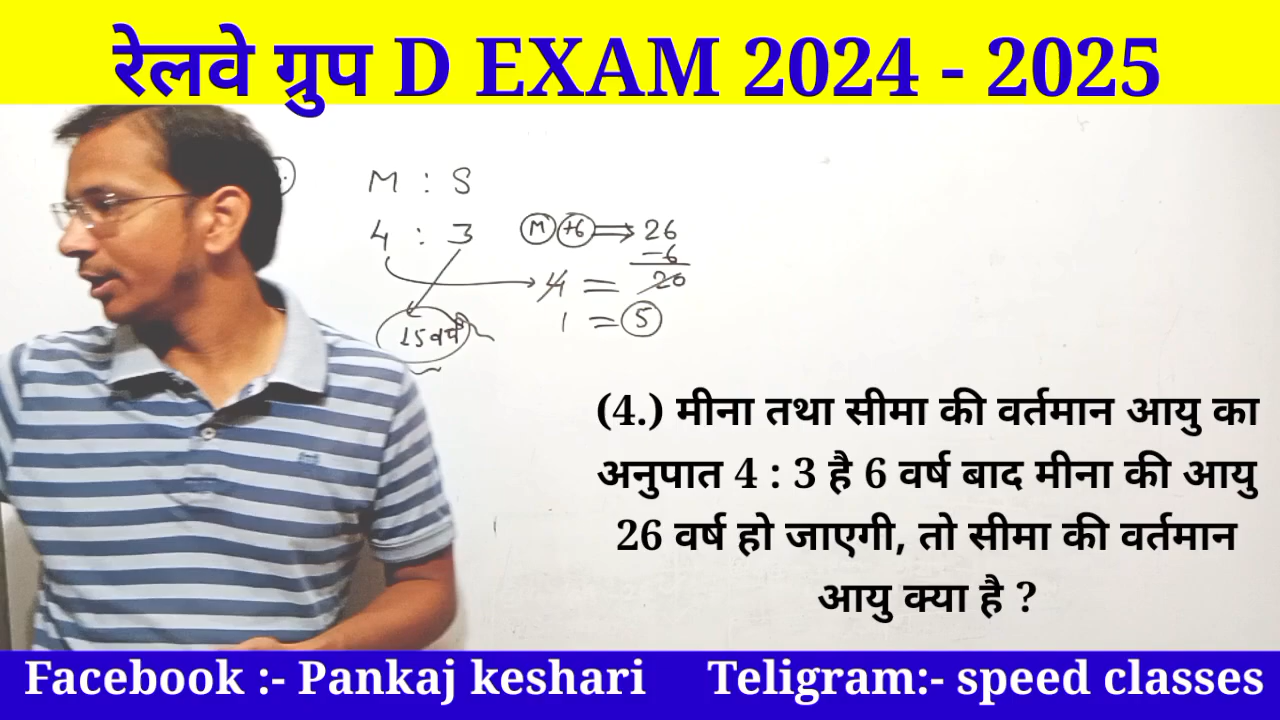 रेलवे ग्रुप D EXAM 2024 - 2025
M : S
4 : 3
M +6 ⇒ 26
-6
4 = 20
1 = 5
15 वर्ष
(4.) मीना तथा सीमा की वर्तमान आयु का
अनुपात 4 : 3 है 6 वर्ष बाद मीना की आयु
26 वर्ष हो जाएगी, तो सीमा की वर्तमान
आयु क्या है ?
Facebook :- Pankaj keshari Teligram:- speed classes